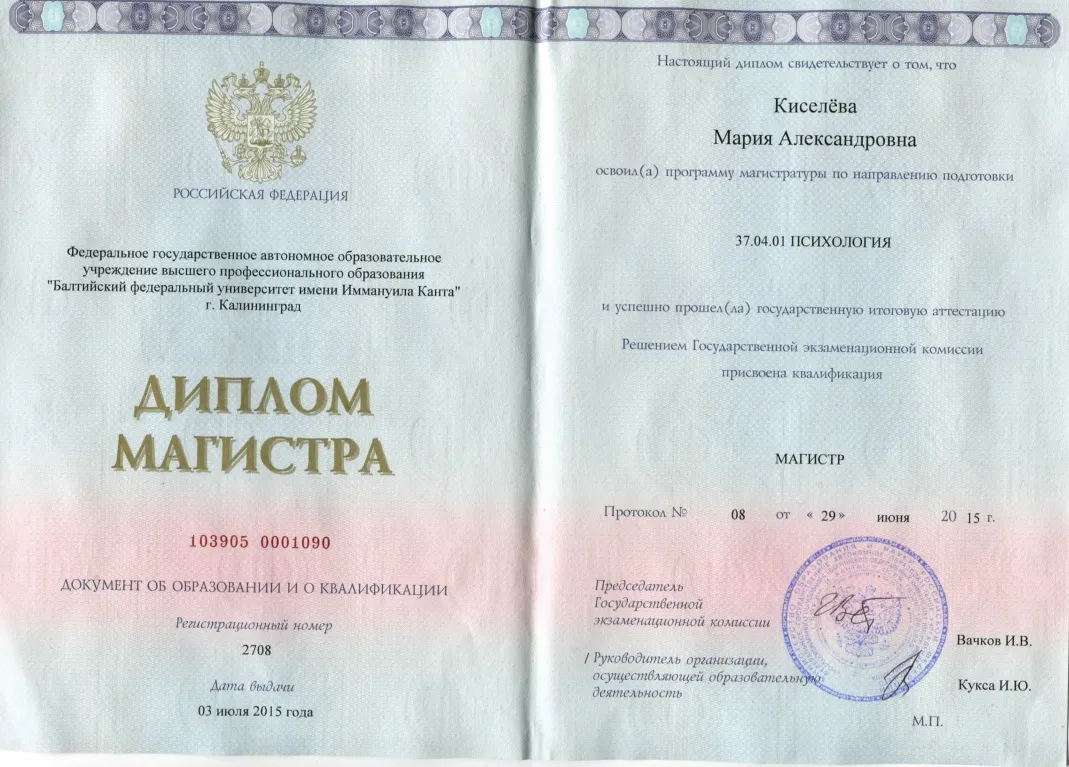 РОССИЙСКАЯ ФЕДЕРАЦИЯ
Федеральное государственное автономное образовательное
учреждение высшего профессионального образования
"Балтийский федеральный университет имени Иммануила Канта"
г. Калининград
ДИПЛОМ
МАГИСТРА
103905 0001090
ДОКУМЕНТ ОБ ОБРАЗОВАНИИ И О КВАЛИФИКАЦИИ
Регистрационный номер
2708
Дата выдачи
03 июля 2015 года
Настоящий диплом свидетельствует о том, что
Киселёва
Мария Александровна
освоил(а) программу магистратуры по направлению подготовки
37.04.01 ПСИХОЛОГИЯ
и успешно прошел(ла) государственную итоговую аттестацию
Решением Государственной экзаменационной комиссии
присвоена квалификация
МАГИСТР
Протокол № 08 от « 29 » июня 20 15 г.
Председатель
Государственной
экзаменационной комиссии
Вачков И.В.
/ Руководитель организации,
осуществляющей образовательную
деятельность
Кукса И.Ю.
М.П.